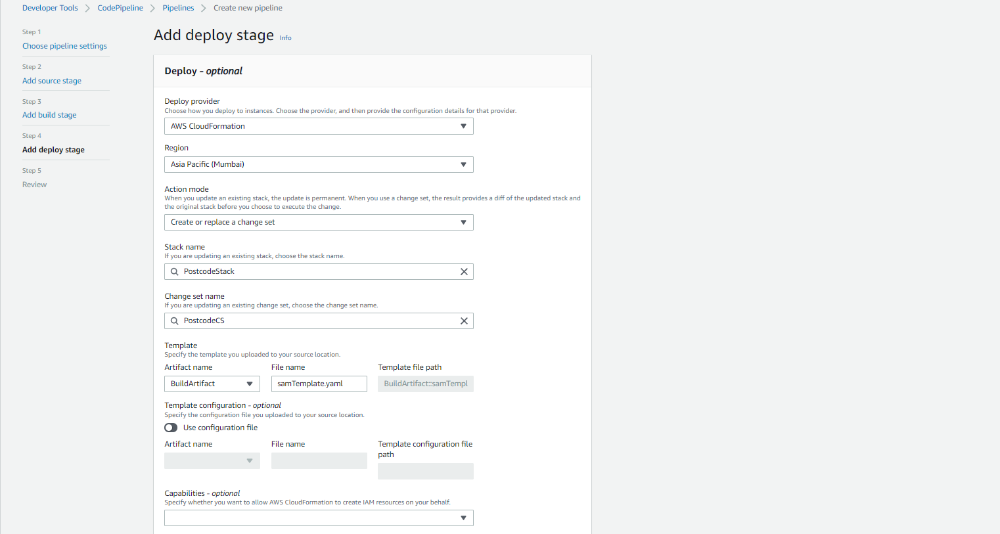 Developer Tools > CodePipeline > Pipelines > Create new pipeline
Step 1
Choose pipeline settings
Step 2
Add source stage
Step 3
Add build stage
Step 4
Add deploy stage
Step 5
Review
Add deploy stage Info
Deploy - optional
Deploy provider
Choose how you deploy to instances. Choose the provider, and then provide the configuration details for that provider.
AWS CloudFormation
Region
Asia Pacific (Mumbai)
Action mode
When you update an existing stack, the update is permanent. When you use a change set, the result provides a diff of the updated stack and
the original stack before you choose to execute the change.
Create or replace a change set
Stack name
If you are updating an existing stack, choose the stack name.
PostcodeStack
Change set name
If you are updating an existing change set, choose the change set name.
PostcodeCS
Template
Specify the template you uploaded to your source location.
Artifact name File name Template file path
BuildArtifact samTemplate.yaml BuildArtifact::samTempl
Template configuration - optional
Specify the configuration file you uploaded to your source location.
Use configuration file
Artifact name File name Template configuration file
path
Capabilities - optional
Specify whether you want to allow AWS CloudFormation to create IAM resources on your behalf.